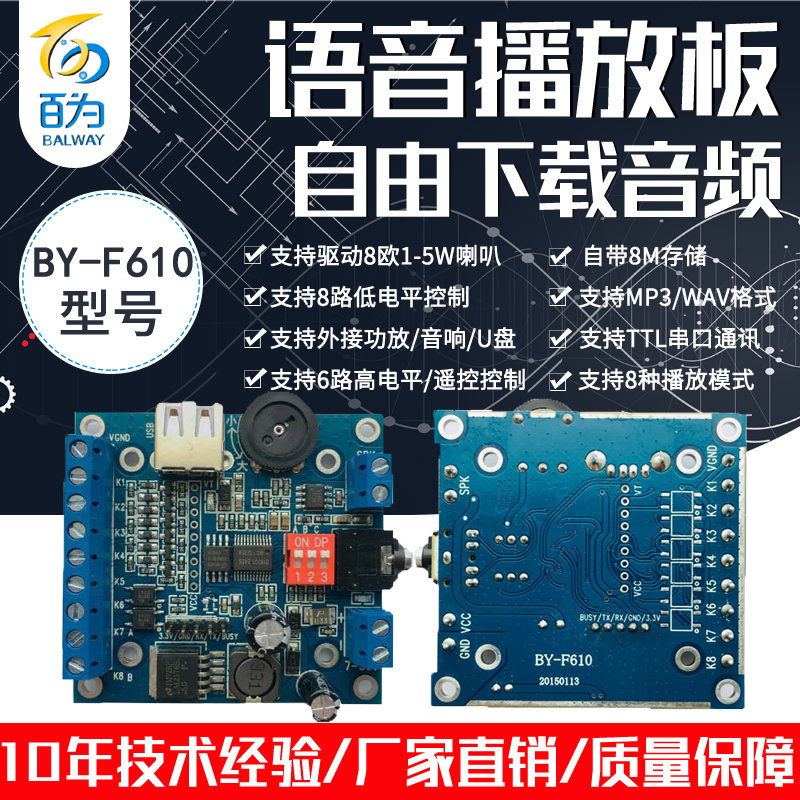 百为
BALWAY
语音播放板
自由下载音频
BY-F610
型号
支持驱动8欧1-5W喇叭
自带8M存储
支持8路低电平控制
支持MP3/WAV格式
支持外接功放/音响/U盘
支持TTL串口通讯
支持6路高电平/遥控控制
支持8种播放模式
VGND
USB
小
大
SPK
K1
K2
K3
K4
K5
K6
K7 A
K8 B
VT
VCC
A B C
ON DP
1 2 3
3.3V/GND/RX/TX/BUSY
SPK
VT
VCC
VGND
K1
K2
K3
K4
K5
K6
K7
K8
BUSY/TX/RX/GND/3.3V
GND VCC
BY-F610
20150113
10年技术经验/厂家直销/质量保障